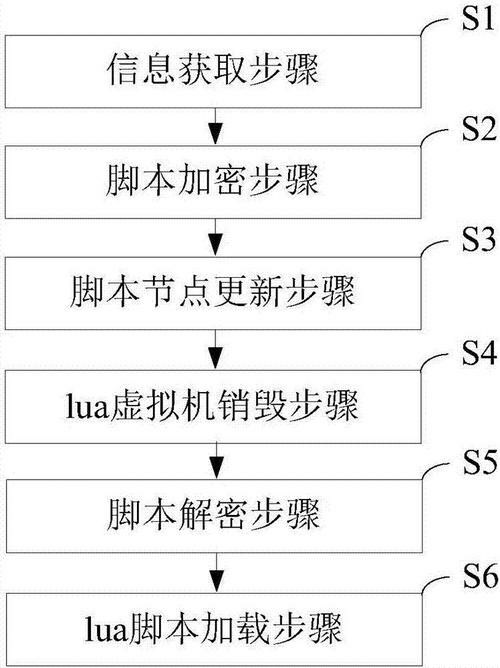 S1
信息获取步骤
S2
脚本加密步骤
S3
脚本节点更新步骤
S4
lua虚拟机销毁步骤
S5
脚本解密步骤
S6
lua脚本加载步骤